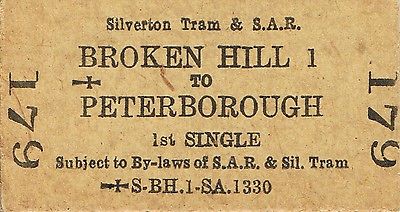 Silverton Tram & S.A.R.
BROKEN HILL 1
TO
PETERBOROUGH
1st SINGLE
Subject to By-laws of S.A.R. & Sil. Tram
S-BH.1-SA.1330
179
179